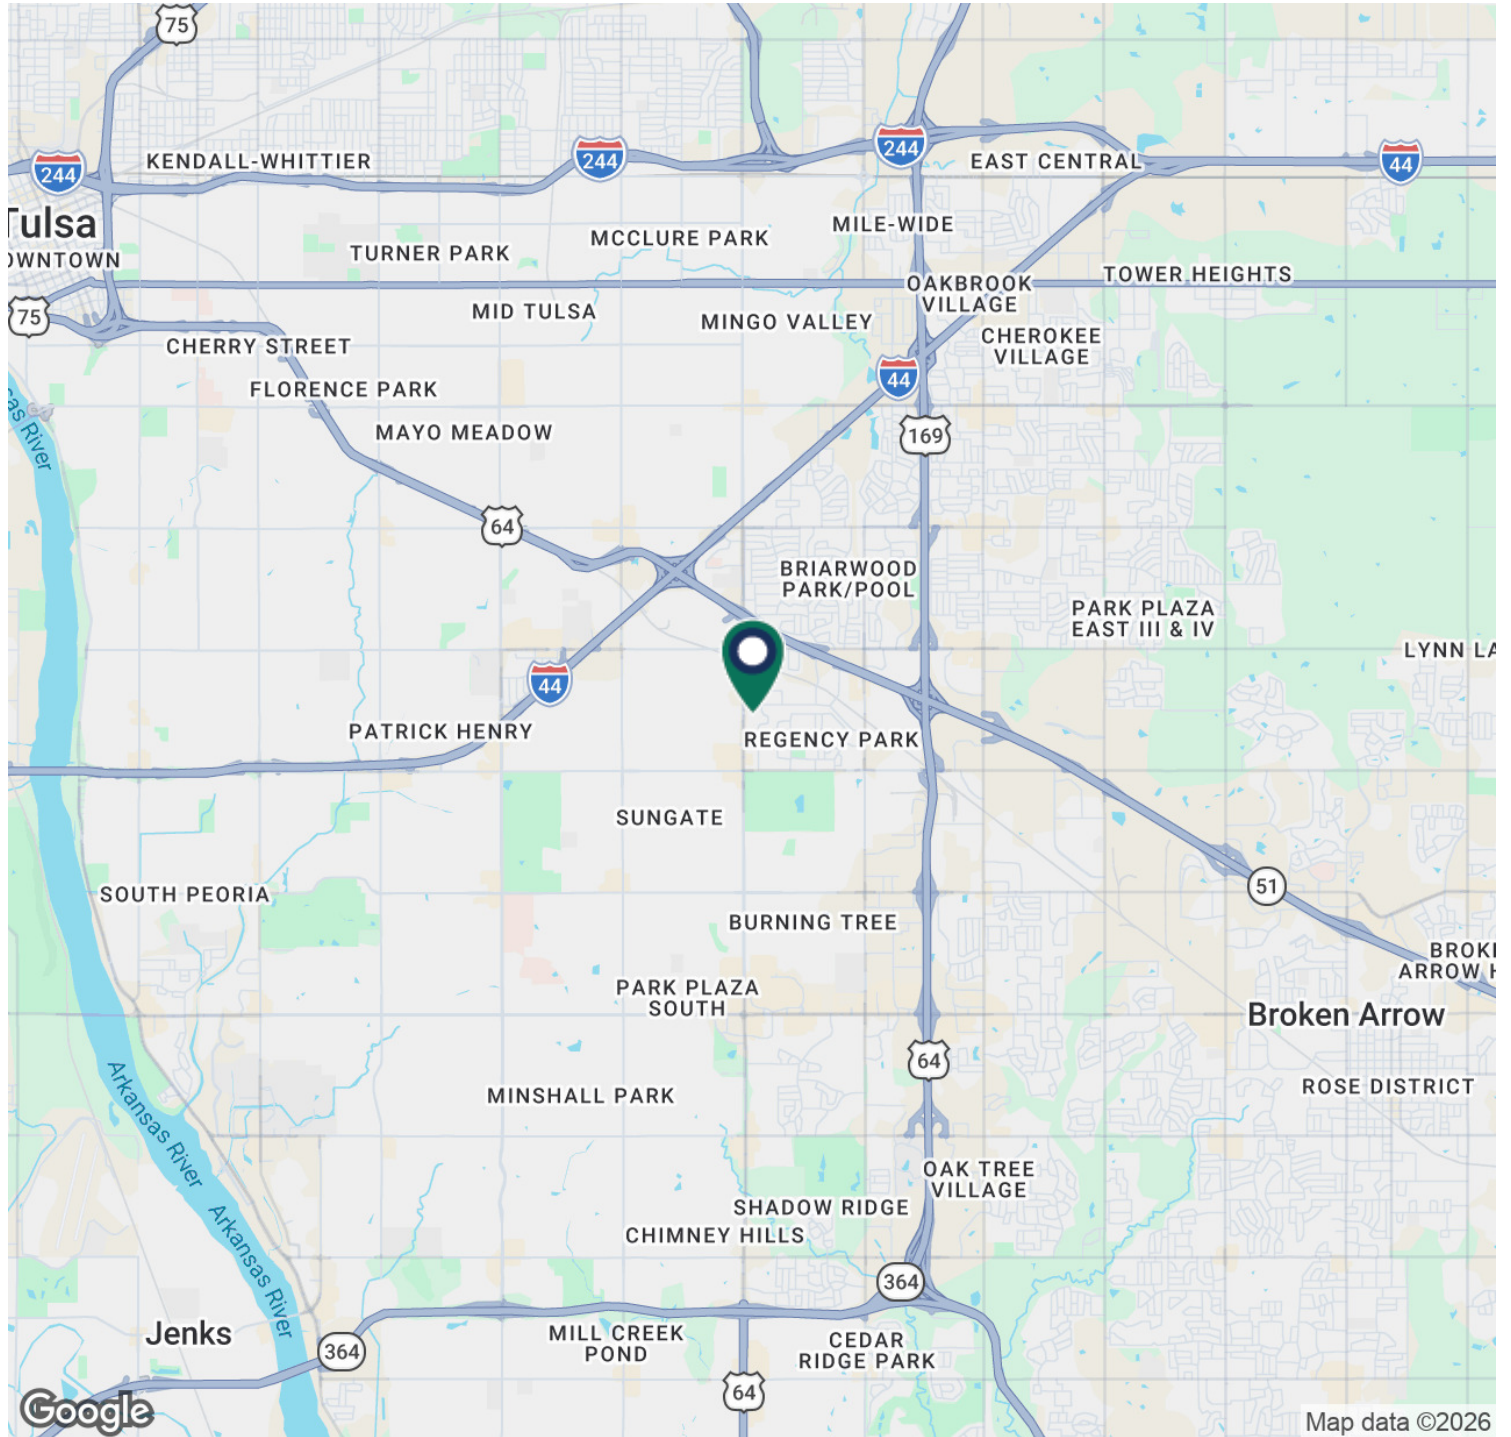 75
KENDALL-WHITTIER
244
244
244
EAST CENTRAL
44
Tulsa
OWNTOWN
TURNER PARK
MCCLURE PARK
MILE-WIDE
75
MID TULSA
MINGO VALLEY
OAKBROOK
VILLAGE
TOWER HEIGHTS
CHERRY STREET
CHEROKEE
VILLAGE
FLORENCE PARK
44
sas River
MAYO MEADOW
169
64
BRIARWOOD
PARK/POOL
PARK PLAZA
EAST III & IV
LYNN LA
44
PATRICK HENRY
REGENCY PARK
SUNGATE
SOUTH PEORIA
51
BURNING TREE
BROKE
ARROW H
PARK PLAZA
SOUTH
Broken Arrow
64
Arkansas River
MINSHALL PARK
ROSE DISTRICT
OAK TREE
VILLAGE
Arkansas River
SHADOW RIDGE
CHIMNEY HILLS
364
Jenks
364
MILL CREEK
POND
CEDAR
RIDGE PARK
64
Google
Map data ©2026